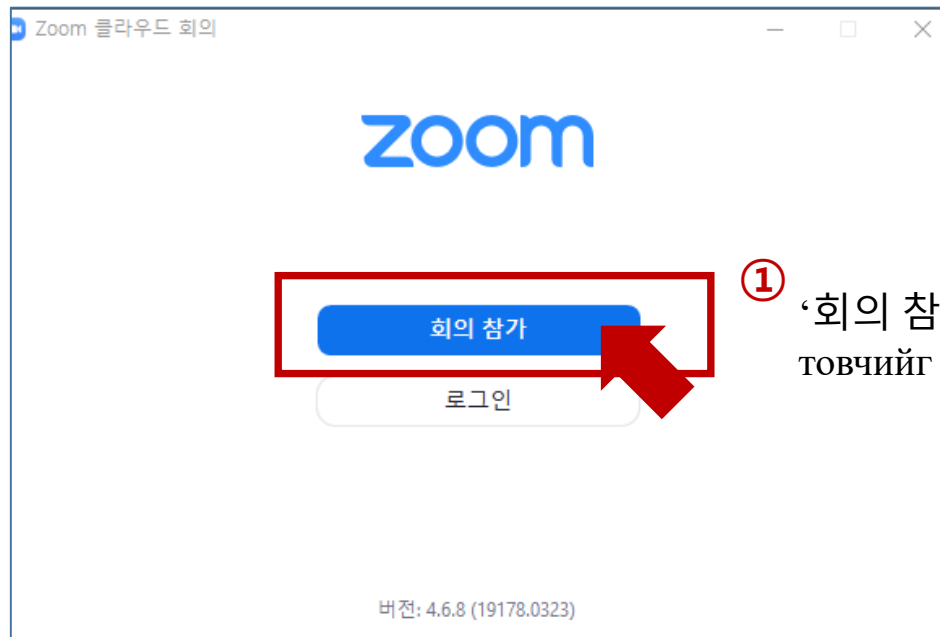 Zoom 클라우드 회의
zoom
회의 참가
로그인
버전: 4.6.8 (19178.0323)
①
‘회의 참
товчийг